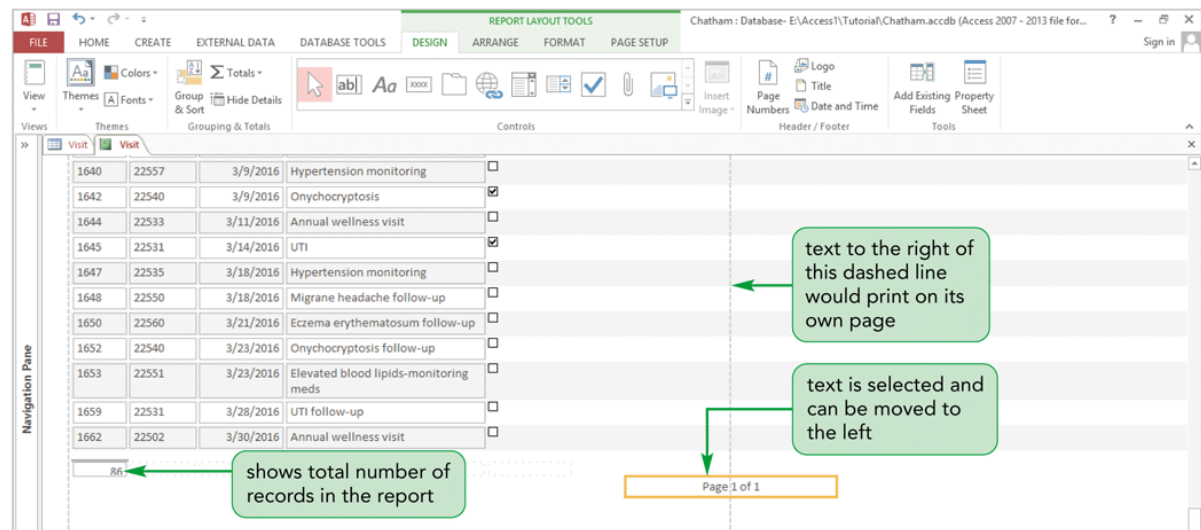 REPORT LAYOUT TOOLS
Chatham : Database- E:\Access1\Tutorial\Chatham.accdb (Access 2007 - 2013 file for...
?
FILE HOME CREATE EXTERNAL DATA DATABASE TOOLS DESIGN ARRANGE FORMAT PAGE SETUP Sign in
View
Views
Aa
Themes
Colors
A Fonts
Themes
Group & Sort
Σ Totals
Hide Details
Grouping & Totals
ab| Aa xxxx
Controls
Insert Image
# Page Numbers
Logo
Title
Date and Time
Header / Footer
Add Existing Fields
Property Sheet
Tools
Visit Visit
Navigation Pane
1640 22557 3/9/2016 Hypertension monitoring
1642 22540 3/9/2016 Onychocryptosis
1644 22533 3/11/2016 Annual wellness visit
1645 22531 3/14/2016 UTI
1647 22535 3/18/2016 Hypertension monitoring
1648 22550 3/18/2016 Migrane headache follow-up
1650 22560 3/21/2016 Eczema erythematosum follow-up
1652 22540 3/23/2016 Onychocryptosis follow-up
1653 22551 3/23/2016 Elevated blood lipids-monitoring
meds
1659 22531 3/28/2016 UTI follow-up
1662 22502 3/30/2016 Annual wellness visit
86
Page 1 of 1
text to the right of
this dashed line
would print on its
own page
text is selected and
can be moved to
the left
shows total number of
records in the report